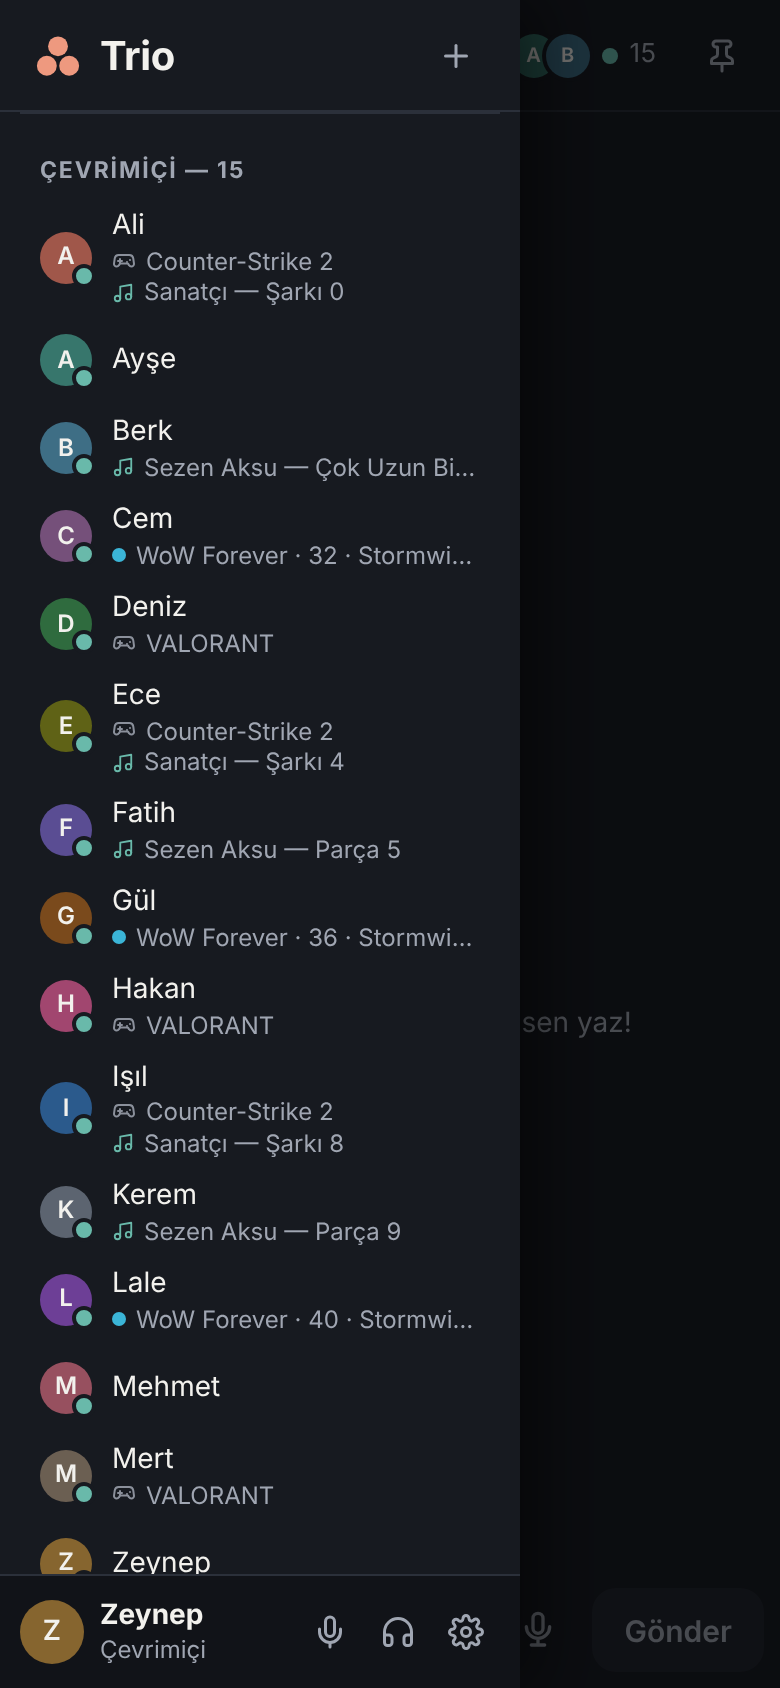 Trio
A B 15
ÇEVRİMİÇİ — 15
A
Ali
Counter-Strike 2
Sanatçı — Şarkı 0
A
Ayşe
B
Berk
Sezen Aksu — Çok Uzun Bi...
C
Cem
WoW Forever · 32 · Stormwi...
D
Deniz
VALORANT
E
Ece
Counter-Strike 2
Sanatçı — Şarkı 4
F
Fatih
Sezen Aksu — Parça 5
G
Gül
WoW Forever · 36 · Stormwi...
H
Hakan
VALORANT
sen yaz!
I
Işıl
Counter-Strike 2
Sanatçı — Şarkı 8
K
Kerem
Sezen Aksu — Parça 9
L
Lale
WoW Forever · 40 · Stormwi...
M
Mehmet
M
Mert
VALORANT
Z
Zeynep
Z
Zeynep
Çevrimiçi
Gönder